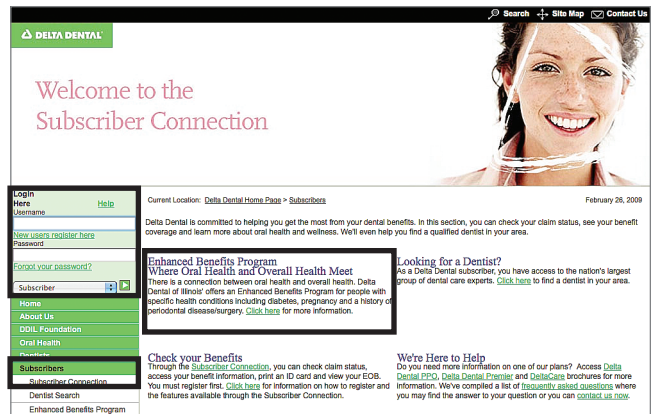 Search Site Map Contact Us
DELTA DENTAL®
Welcome to the
Subscriber Connection
Login
Here Help
Username
New users register here
Password
Forgot your password?
Subscriber
Home
About Us
DDIL Foundation
Oral Health
Dentists
Subscribers
Subscriber Connection
Dentist Search
Enhanced Benefits Program
Current Location: Delta Dental Home Page > Subscribers February 26, 2009
Delta Dental is committed to helping you get the most from your dental benefits. In this section, you can check your claim status, see your benefit
coverage and learn more about oral health and wellness. We'll even help you find a qualified dentist in your area.
Enhanced Benefits Program
Where Oral Health and Overall Health Meet
There is a connection between oral health and overall health. Delta
Dental of Illinois' offers an Enhanced Benefits Program for people with
specific health conditions including diabetes, pregnancy and a history of
periodontal disease/surgery. Click here for more information.
Looking for a Dentist?
As a Delta Dental subscriber, you have access to the nation's largest
group of dental care experts. Click here to find a dentist in your area.
Check your Benefits
Through the Subscriber Connection, you can check claim status,
access your benefit information, print an ID card and view your EOB.
You must register first. Click here for information on how to register and
the features available through the Subscriber Connection.
We're Here to Help
Do you need more information on one of our plans? Access Delta
Dental PPO, Delta Dental Premier and DeltaCare brochures for more
information. We've compiled a list of frequently asked questions where
you may find the answer to your question or you can contact us now.